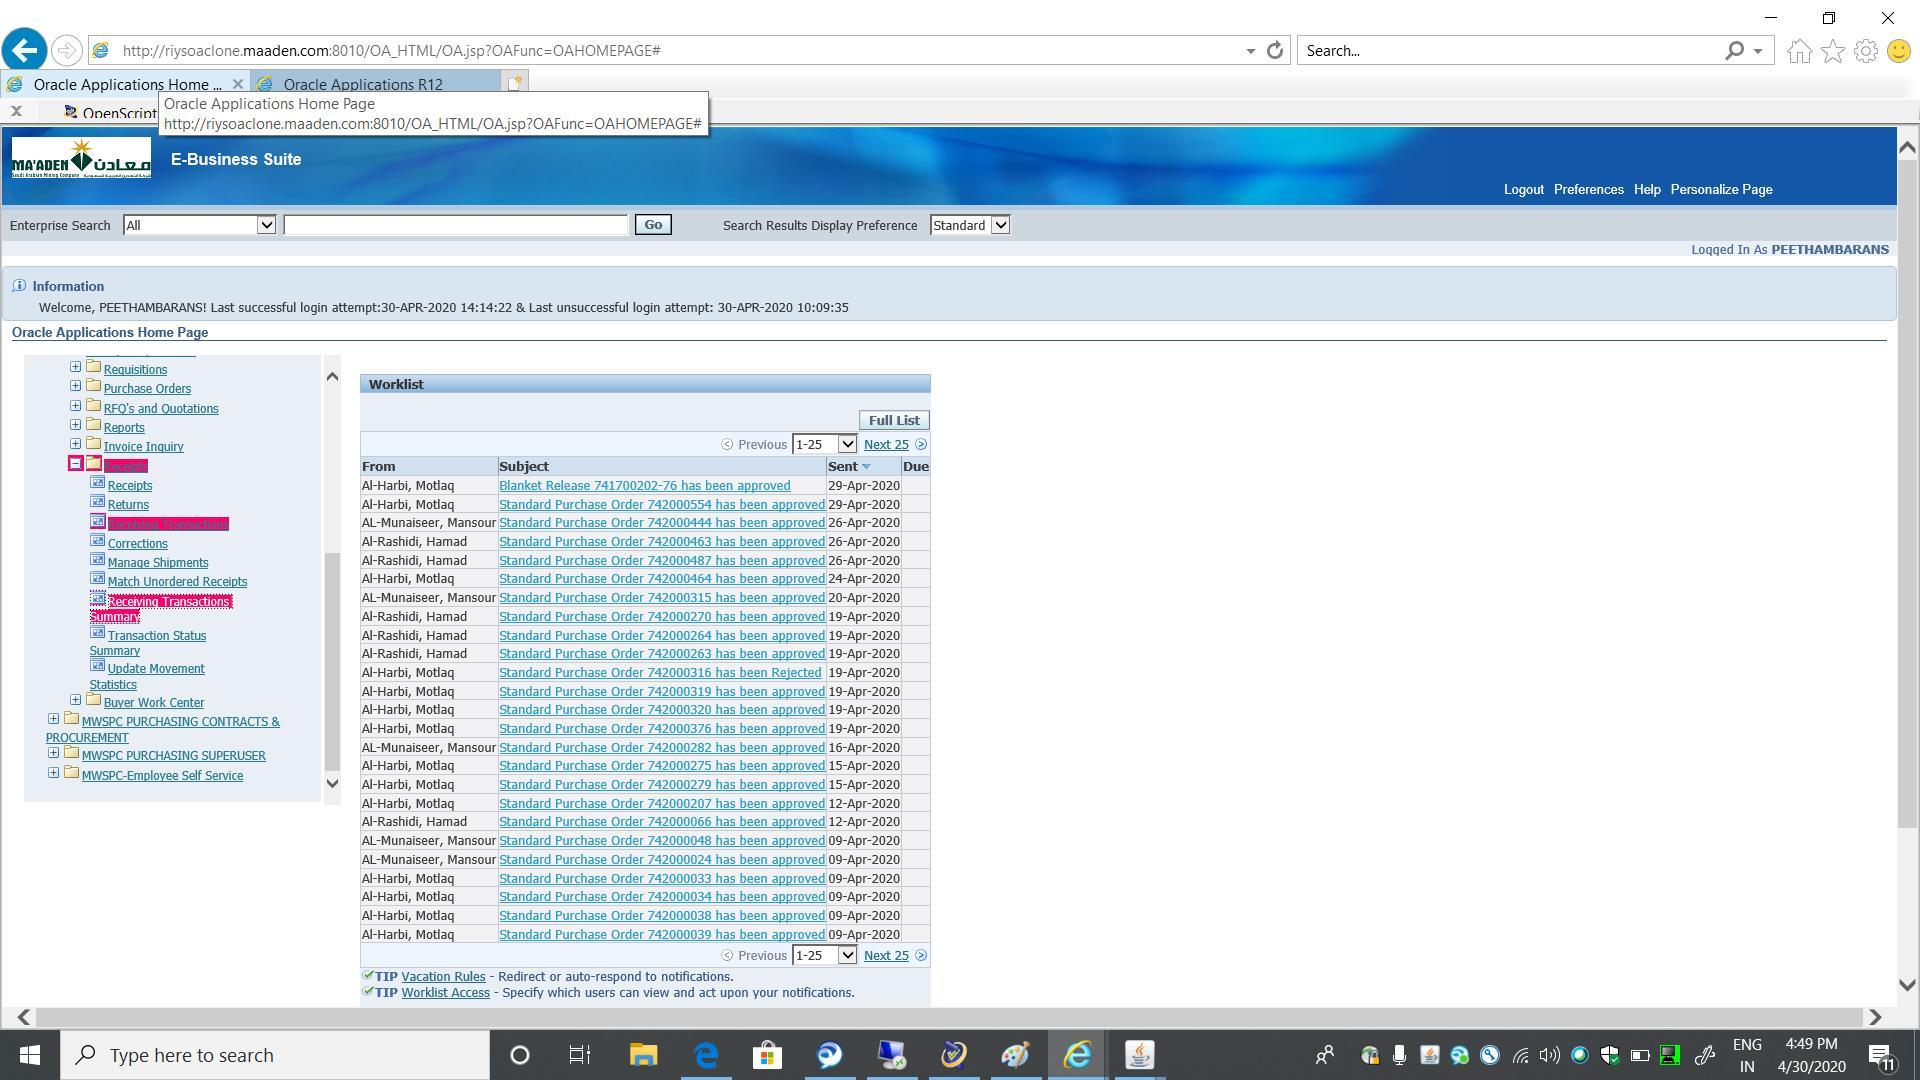 http://riysoaclone.maaden.com:8010/OA_HTML/OA.jsp?OAFunc=OAHOMEPAGE#
Search...
Oracle Applications Home ...
Oracle Applications R12
OpenScript
Oracle Applications Home Page
http://riysoaclone.maaden.com:8010/OA_HTML/OA.jsp?OAFunc=OAHOMEPAGE#
MA'ADEN معادن
Saudi Arabian Mining Company
E-Business Suite
Logout Preferences Help Personalize Page
Enterprise Search All Go Search Results Display Preference Standard
Logged In As PEETHAMBARANS
Information
Welcome, PEETHAMBARANS! Last successful login attempt:30-APR-2020 14:14:22 & Last unsuccessful login attempt: 30-APR-2020 10:09:35
Oracle Applications Home Page
Requisitions
Purchase Orders
RFQ's and Quotations
Reports
Invoice Inquiry
Receipts
Receipts
Returns
Receiving Transactions
Corrections
Manage Shipments
Match Unordered Receipts
Receiving Transactions
Summary
Transaction Status
Summary
Update Movement
Statistics
Buyer Work Center
MWSPC PURCHASING CONTRACTS &
PROCUREMENT
MWSPC PURCHASING SUPERUSER
MWSPC-Employee Self Service
Worklist
Full List
Previous 1-25 Next 25
From Subject Sent Due
Al-Harbi, Motlaq Blanket Release 741700202-76 has been approved 29-Apr-2020
Al-Harbi, Motlaq Standard Purchase Order 742000554 has been approved 29-Apr-2020
AL-Munaiseer, Mansour Standard Purchase Order 742000444 has been approved 26-Apr-2020
Al-Rashidi, Hamad Standard Purchase Order 742000463 has been approved 26-Apr-2020
Al-Rashidi, Hamad Standard Purchase Order 742000487 has been approved 26-Apr-2020
Al-Harbi, Motlaq Standard Purchase Order 742000464 has been approved 24-Apr-2020
AL-Munaiseer, Mansour Standard Purchase Order 742000315 has been approved 20-Apr-2020
Al-Rashidi, Hamad Standard Purchase Order 742000270 has been approved 19-Apr-2020
Al-Rashidi, Hamad Standard Purchase Order 742000264 has been approved 19-Apr-2020
Al-Rashidi, Hamad Standard Purchase Order 742000263 has been approved 19-Apr-2020
Al-Harbi, Motlaq Standard Purchase Order 742000316 has been Rejected 19-Apr-2020
Al-Harbi, Motlaq Standard Purchase Order 742000319 has been approved 19-Apr-2020
Al-Harbi, Motlaq Standard Purchase Order 742000320 has been approved 19-Apr-2020
Al-Harbi, Motlaq Standard Purchase Order 742000376 has been approved 19-Apr-2020
AL-Munaiseer, Mansour Standard Purchase Order 742000282 has been approved 16-Apr-2020
Al-Harbi, Motlaq Standard Purchase Order 742000275 has been approved 15-Apr-2020
Al-Harbi, Motlaq Standard Purchase Order 742000279 has been approved 15-Apr-2020
Al-Harbi, Motlaq Standard Purchase Order 742000207 has been approved 12-Apr-2020
Al-Rashidi, Hamad Standard Purchase Order 742000066 has been approved 12-Apr-2020
AL-Munaiseer, Mansour Standard Purchase Order 742000048 has been approved 09-Apr-2020
AL-Munaiseer, Mansour Standard Purchase Order 742000024 has been approved 09-Apr-2020
Al-Harbi, Motlaq Standard Purchase Order 742000033 has been approved 09-Apr-2020
Al-Harbi, Motlaq Standard Purchase Order 742000034 has been approved 09-Apr-2020
Al-Harbi, Motlaq Standard Purchase Order 742000038 has been approved 09-Apr-2020
Al-Harbi, Motlaq Standard Purchase Order 742000039 has been approved 09-Apr-2020
Previous 1-25 Next 25
TIP Vacation Rules - Redirect or auto-respond to notifications.
TIP Worklist Access - Specify which users can view and act upon your notifications.
Type here to search
ENG
IN
4:49 PM
4/30/2020
11